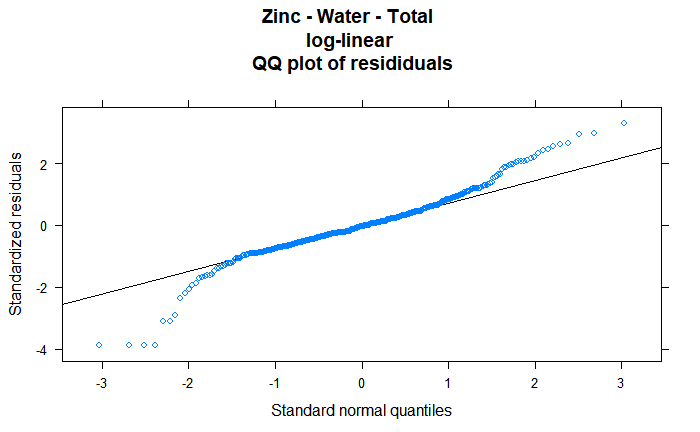 Zinc - Water - Total
log-linear
QQ plot of resididuals
Standardized residuals
2
0
-2
-4
-3
-2
-1
0
1
2
3
Standard normal quantiles